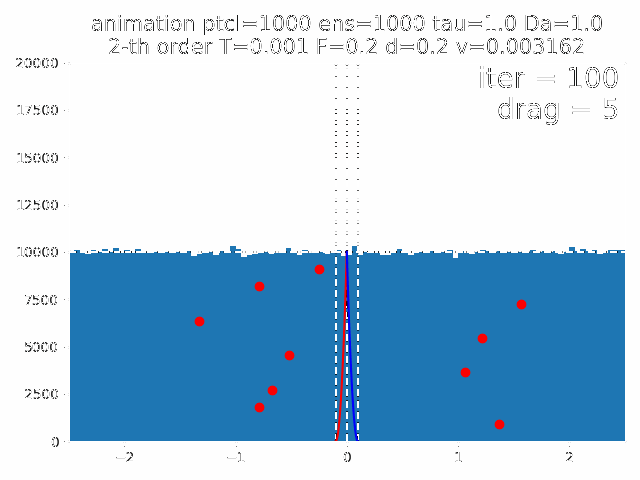 animation ptcl=1000 ens=1000 tau=1.0 Da=1.0
2-th order T=0.001 F=0.2 d=0.2 v=0.003162
iter = 100
drag = 5
20000
17500
15000
12500
10000
7500
5000
2500
0
−2 −1 0 1 2